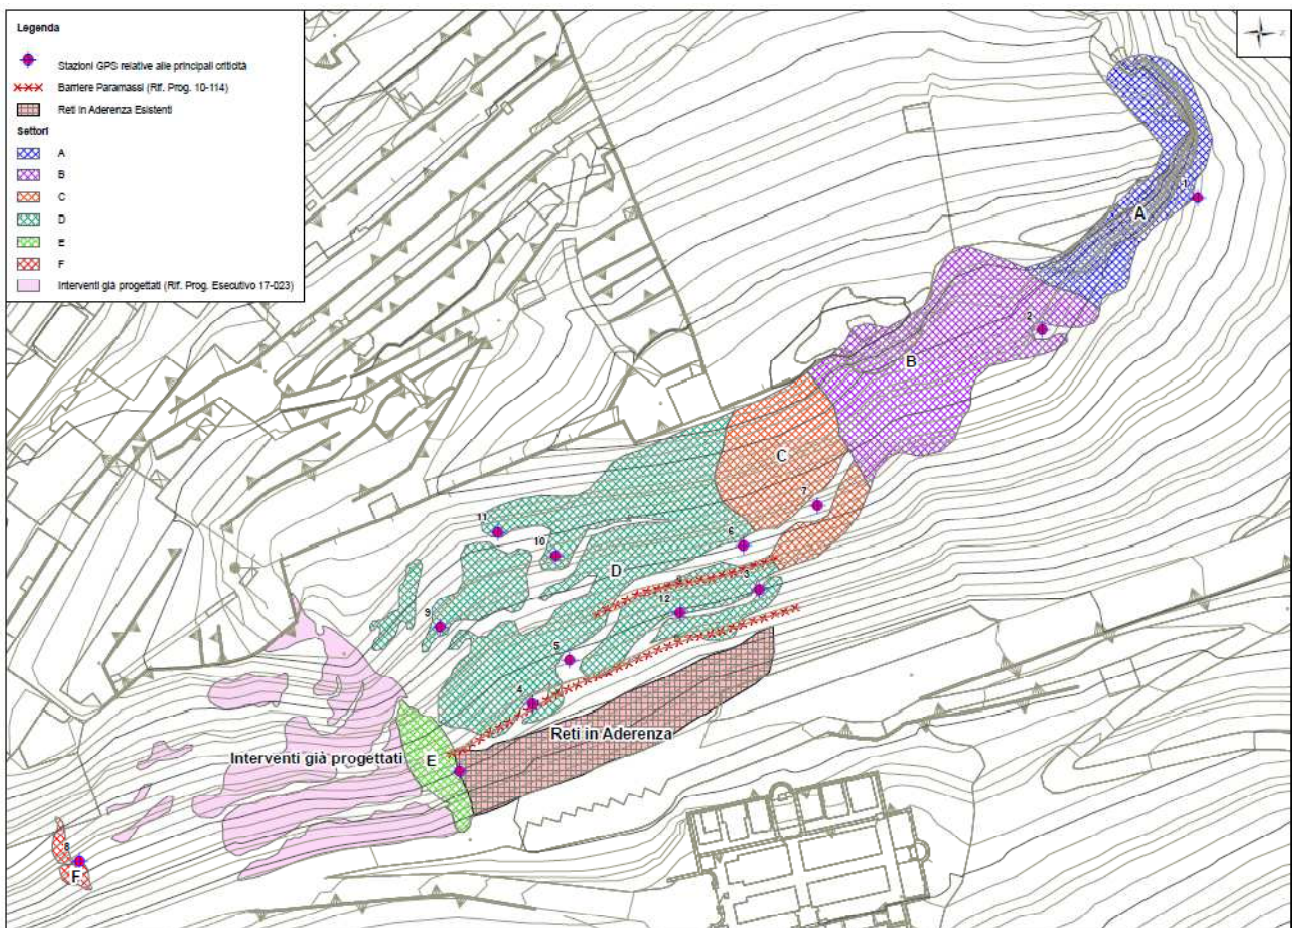 Legenda
Stazioni GPS relative alle principali criticità
Barriere Paramassi (Rif. Prog. 10-114)
Reti in Aderenza Esistenti
Settori
A
B
C
D
E
F
Interventi già progettati (Rif. Prog. Esecutivo 17-023)
z
1
A
2
B
C
7
11
10
6
D
3
12
9
5
4
Reti in Aderenza
Interventi già progettati
E
8
F